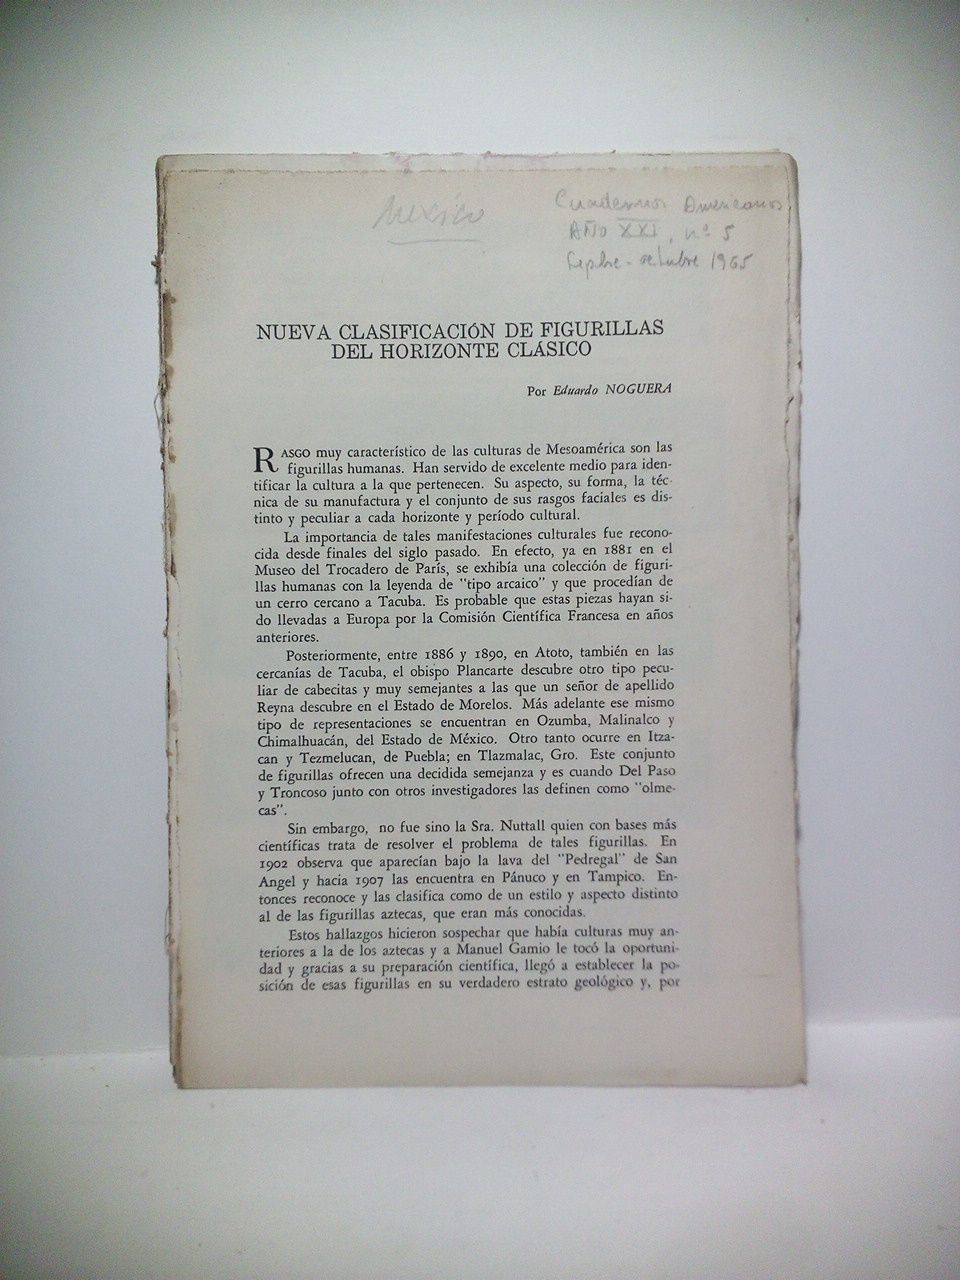 México
Cuadernos Americanos,
AÑO XXI, nº 5
Sepbre-octubre 1965
NUEVA CLASIFICACIÓN DE FIGURILLAS
DEL HORIZONTE CLÁSICO
Por Eduardo NOGUERA
RASGO muy característico de las culturas de Mesoamérica son las
figurillas humanas. Han servido de excelente medio para iden-
tificar la cultura a la que pertenecen. Su aspecto, su forma, la téc-
nica de su manufactura y el conjunto de sus rasgos faciales es dis-
tinto y peculiar a cada horizonte y período cultural.
La importancia de tales manifestaciones culturales fue recono-
cida desde finales del siglo pasado. En efecto, ya en 1881 en el
Museo del Trocadero de París, se exhibía una colección de figuri-
llas humanas con la leyenda de "tipo arcaico" y que procedían de
un cerro cercano a Tacuba. Es probable que estas piezas hayan si-
do llevadas a Europa por la Comisión Científica Francesa en años
anteriores.
Posteriormente, entre 1886 y 1890, en Atoto, también en las
cercanías de Tacuba, el obispo Plancarte descubre otro tipo pecu-
liar de cabecitas y muy semejantes a las que un señor de apellido
Reyna descubre en el Estado de Morelos. Más adelante ese mismo
tipo de representaciones se encuentran en Ozumba, Malinalco y
Chimalhuacán, del Estado de México. Otro tanto ocurre en Itza-
can y Tezmelucan, de Puebla; en Tlazmalac, Gro. Este conjunto
de figurillas ofrecen una decidida semejanza y es cuando Del Paso
y Troncoso junto con otros investigadores las definen como "olme-
cas".
Sin embargo, no fue sino la Sra. Nuttall quien con bases más
científicas trata de resolver el problema de tales figurillas. En
1902 observa que aparecían bajo la lava del "Pedregal" de San
Angel y hacia 1907 las encuentra en Pánuco y en Tampico. En-
tonces reconoce y las clasifica como de un estilo y aspecto distinto
al de las figurillas aztecas, que eran más conocidas.
Estos hallazgos hicieron sospechar que había culturas muy an-
teriores a la de los aztecas y a Manuel Gamio le tocó la oportuni-
dad y gracias a su preparación científica, llegó a establecer la po-
sición de esas figurillas en su verdadero estrato geológico y, por